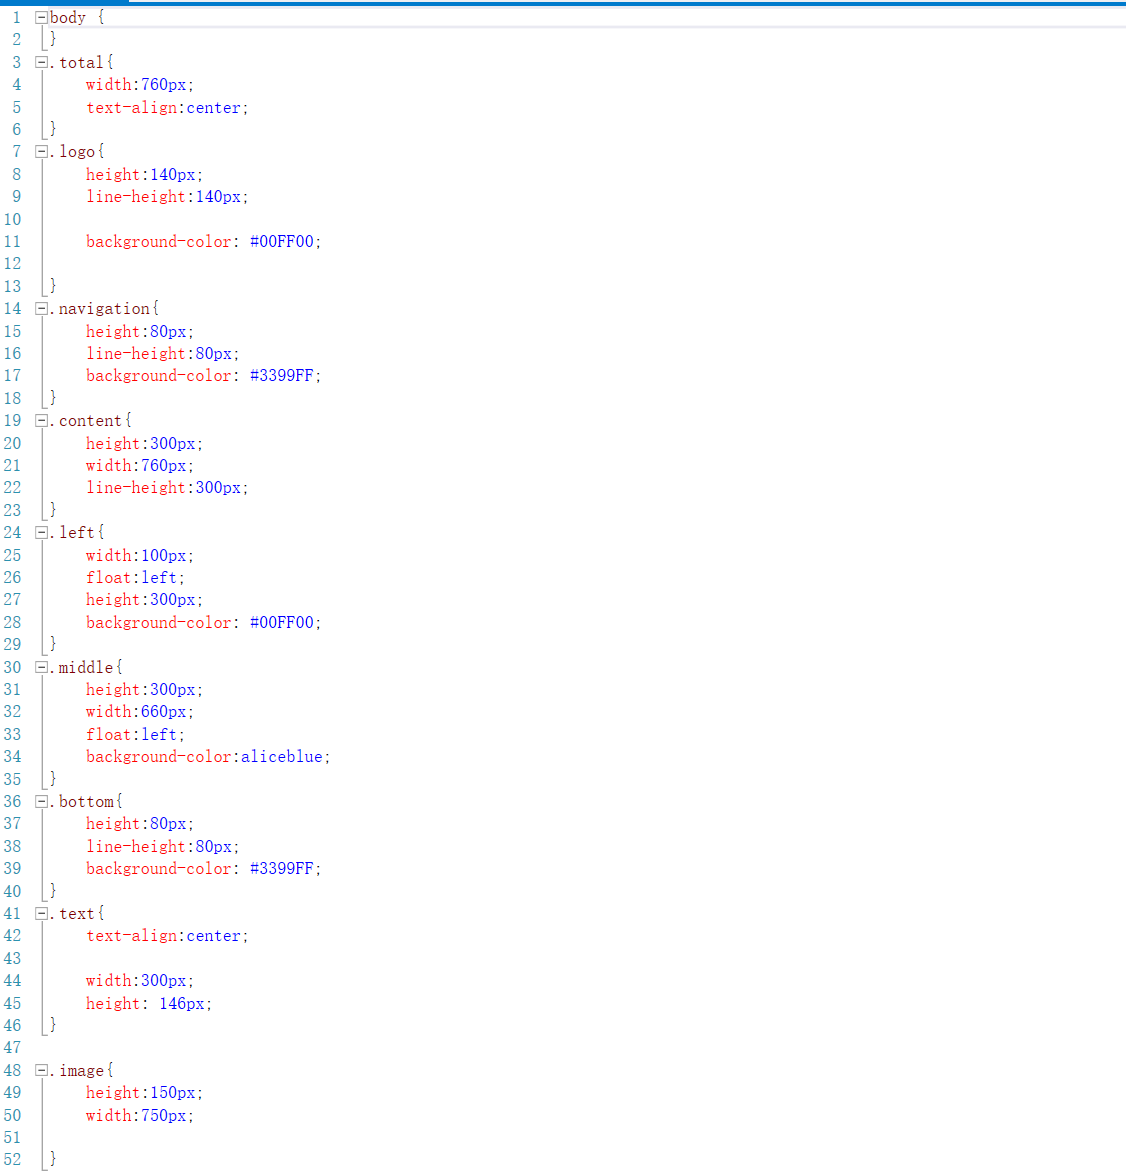 1 body {
2 }
3 .total{
4 width:760px;
5 text-align:center;
6 }
7 .logo{
8 height:140px;
9 line-height:140px;
10
11 background-color: #00FF00;
12
13 }
14 .navigation{
15 height:80px;
16 line-height:80px;
17 background-color: #3399FF;
18 }
19 .content{
20 height:300px;
21 width:760px;
22 line-height:300px;
23 }
24 .left{
25 width:100px;
26 float:left;
27 height:300px;
28 background-color: #00FF00;
29 }
30 .middle{
31 height:300px;
32 width:660px;
33 float:left;
34 background-color:aliceblue;
35 }
36 .bottom{
37 height:80px;
38 line-height:80px;
39 background-color: #3399FF;
40 }
41 .text{
42 text-align:center;
43
44 width:300px;
45 height: 146px;
46 }
47
48 .image{
49 height:150px;
50 width:750px;
51
52 }